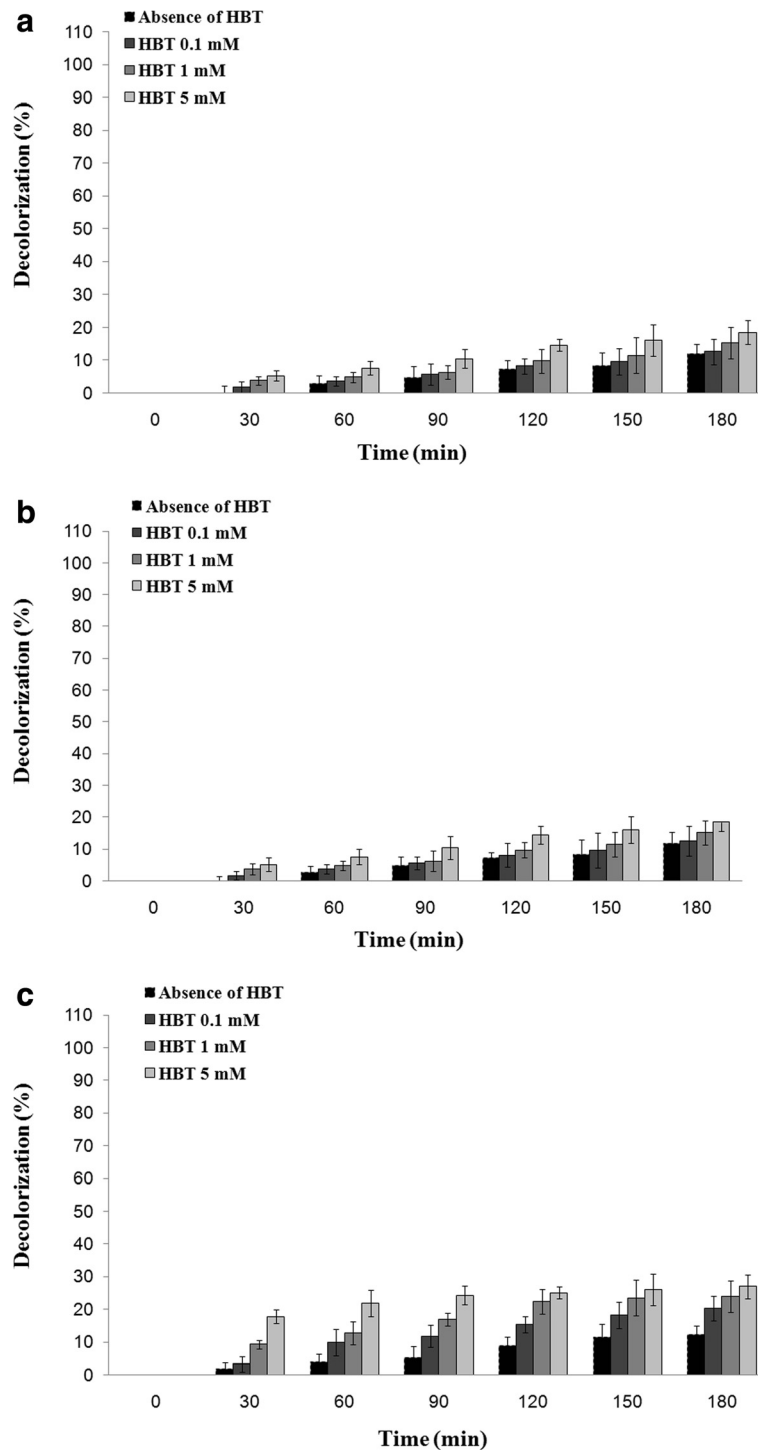 a
Absence of HBT
HBT 0.1 mM
HBT 1 mM
HBT 5 mM
110
100
90
80
70
60
50
40
30
20
10
0
Decolorization (%)
0 30 60 90 120 150 180
Time (min)
b
Absence of HBT
HBT 0.1 mM
HBT 1 mM
HBT 5 mM
110
100
90
80
70
60
50
40
30
20
10
0
Decolorization (%)
0 30 60 90 120 150 180
Time (min)
c
Absence of HBT
HBT 0.1 mM
HBT 1 mM
HBT 5 mM
110
100
90
80
70
60
50
40
30
20
10
0
Decolorization (%)
0 30 60 90 120 150 180
Time (min)